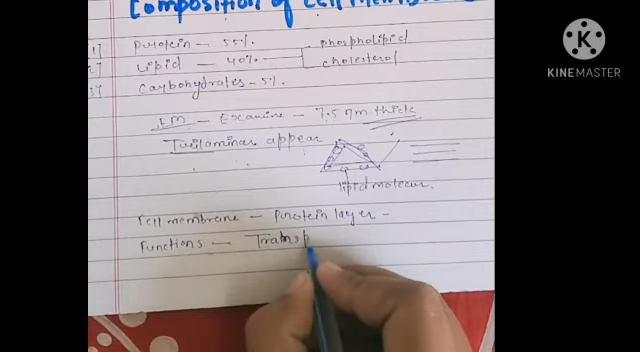 Composition of Cell Membrane
1] Protein — 55%.
2] Lipid — 40% — phospholipid
cholesterol
3] Carbohydrates — 5%.
EM — Examine — 7.5 nm thick
Trilaminar appear
lipid molecular.
Cell membrane — Protein layer —
Functions — Transp
KINEMASTER